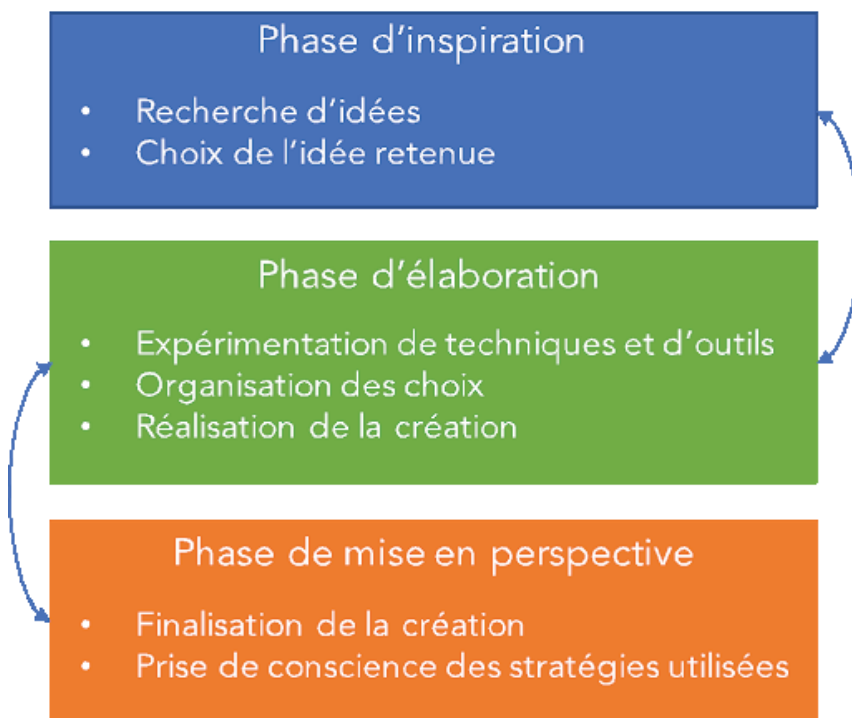 Phase d’inspiration
• Recherche d’idées
• Choix de l’idée retenue
Phase d’élaboration
• Expérimentation de techniques et d’outils
• Organisation des choix
• Réalisation de la création
Phase de mise en perspective
• Finalisation de la création
• Prise de conscience des stratégies utilisées